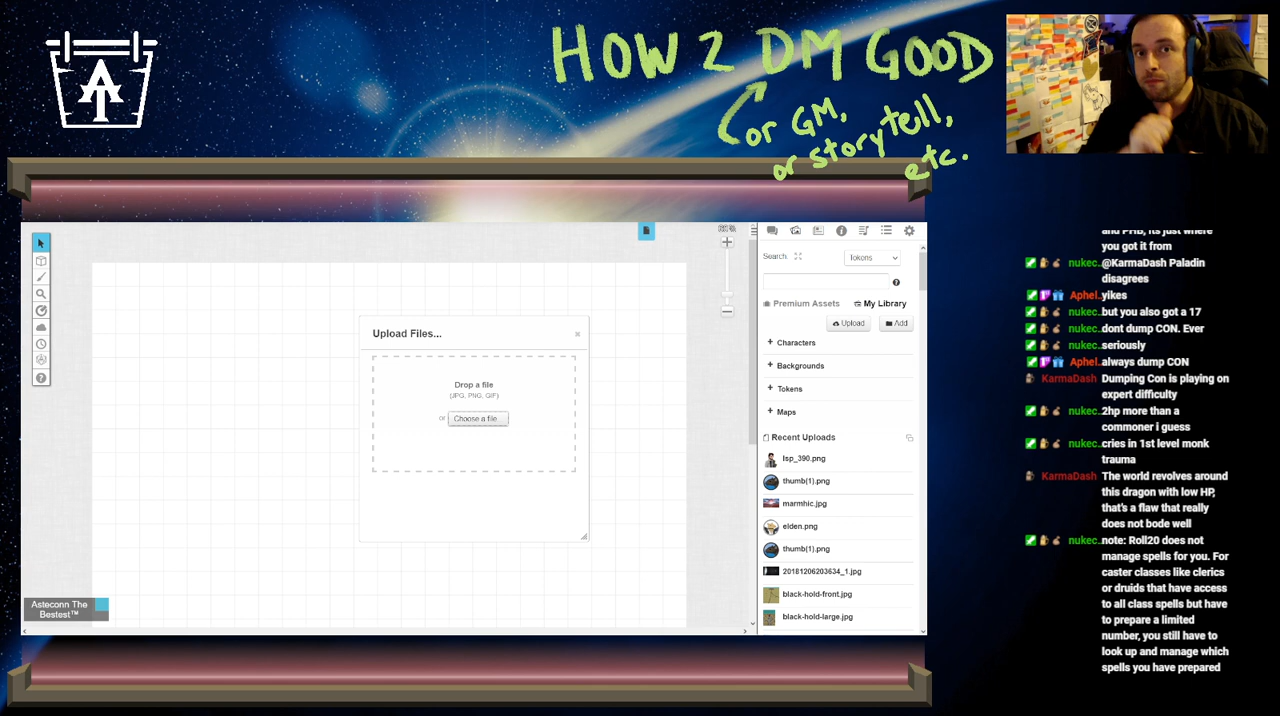 HOW 2 DM GOOD
or GM,
or storytell,
etc.
Search:
Tokens
Premium Assets
My Library
Upload
Add
Characters
Backgrounds
Tokens
Maps
Recent Uploads
lsp_390.png
thumb(1).png
marmhic.jpg
elden.png
thumb(1).png
20181206203634_1.jpg
black-hold-front.jpg
black-hold-large.jpg
Upload Files...
Drop a file
(JPG, PNG, GIF)
or Choose a file
Asteconn The
Bestest™
and PHB, its just where
you got it from
nukec.. @KarmaDash Paladin
disagrees
Aphel.. yikes
nukec.. but you also got a 17
nukec.. dont dump CON. Ever
nukec.. seriously
Aphel.. always dump CON
KarmaDash Dumping Con is playing on
expert difficulty
nukec.. 2hp more than a
commoner i guess
nukec.. cries in 1st level monk
trauma
KarmaDash The world revolves around
this dragon with low HP,
that's a flaw that really
does not bode well
nukec.. note: Roll20 does not
manage spells for you. For
caster classes like clerics
or druids that have access
to all class spells but have
to prepare a limited
number, you still have to
look up and manage which
spells you have prepared